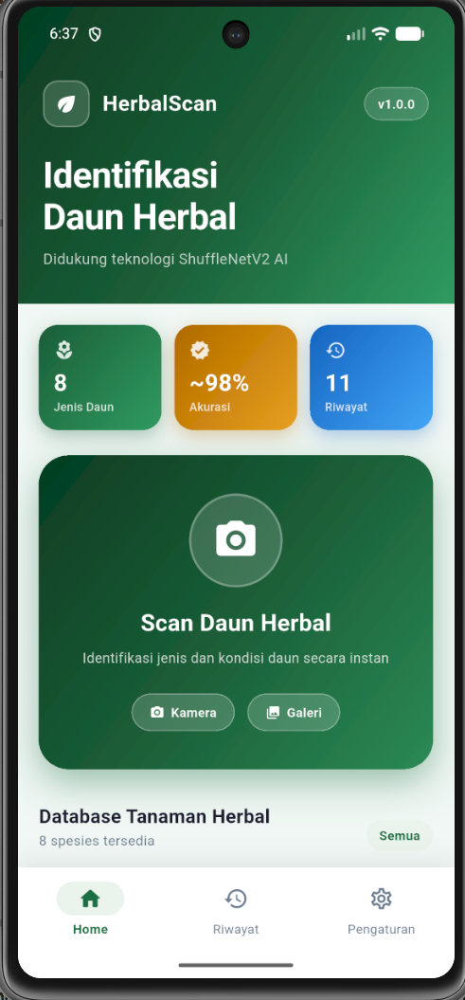 6:37
HerbalScan
v1.0.0
Identifikasi
Daun Herbal
Didukung teknologi ShuffleNetV2 AI
8
Jenis Daun
~98%
Akurasi
11
Riwayat
Scan Daun Herbal
Identifikasi jenis dan kondisi daun secara instan
Kamera
Galeri
Database Tanaman Herbal
8 spesies tersedia
Semua
Home
Riwayat
Pengaturan